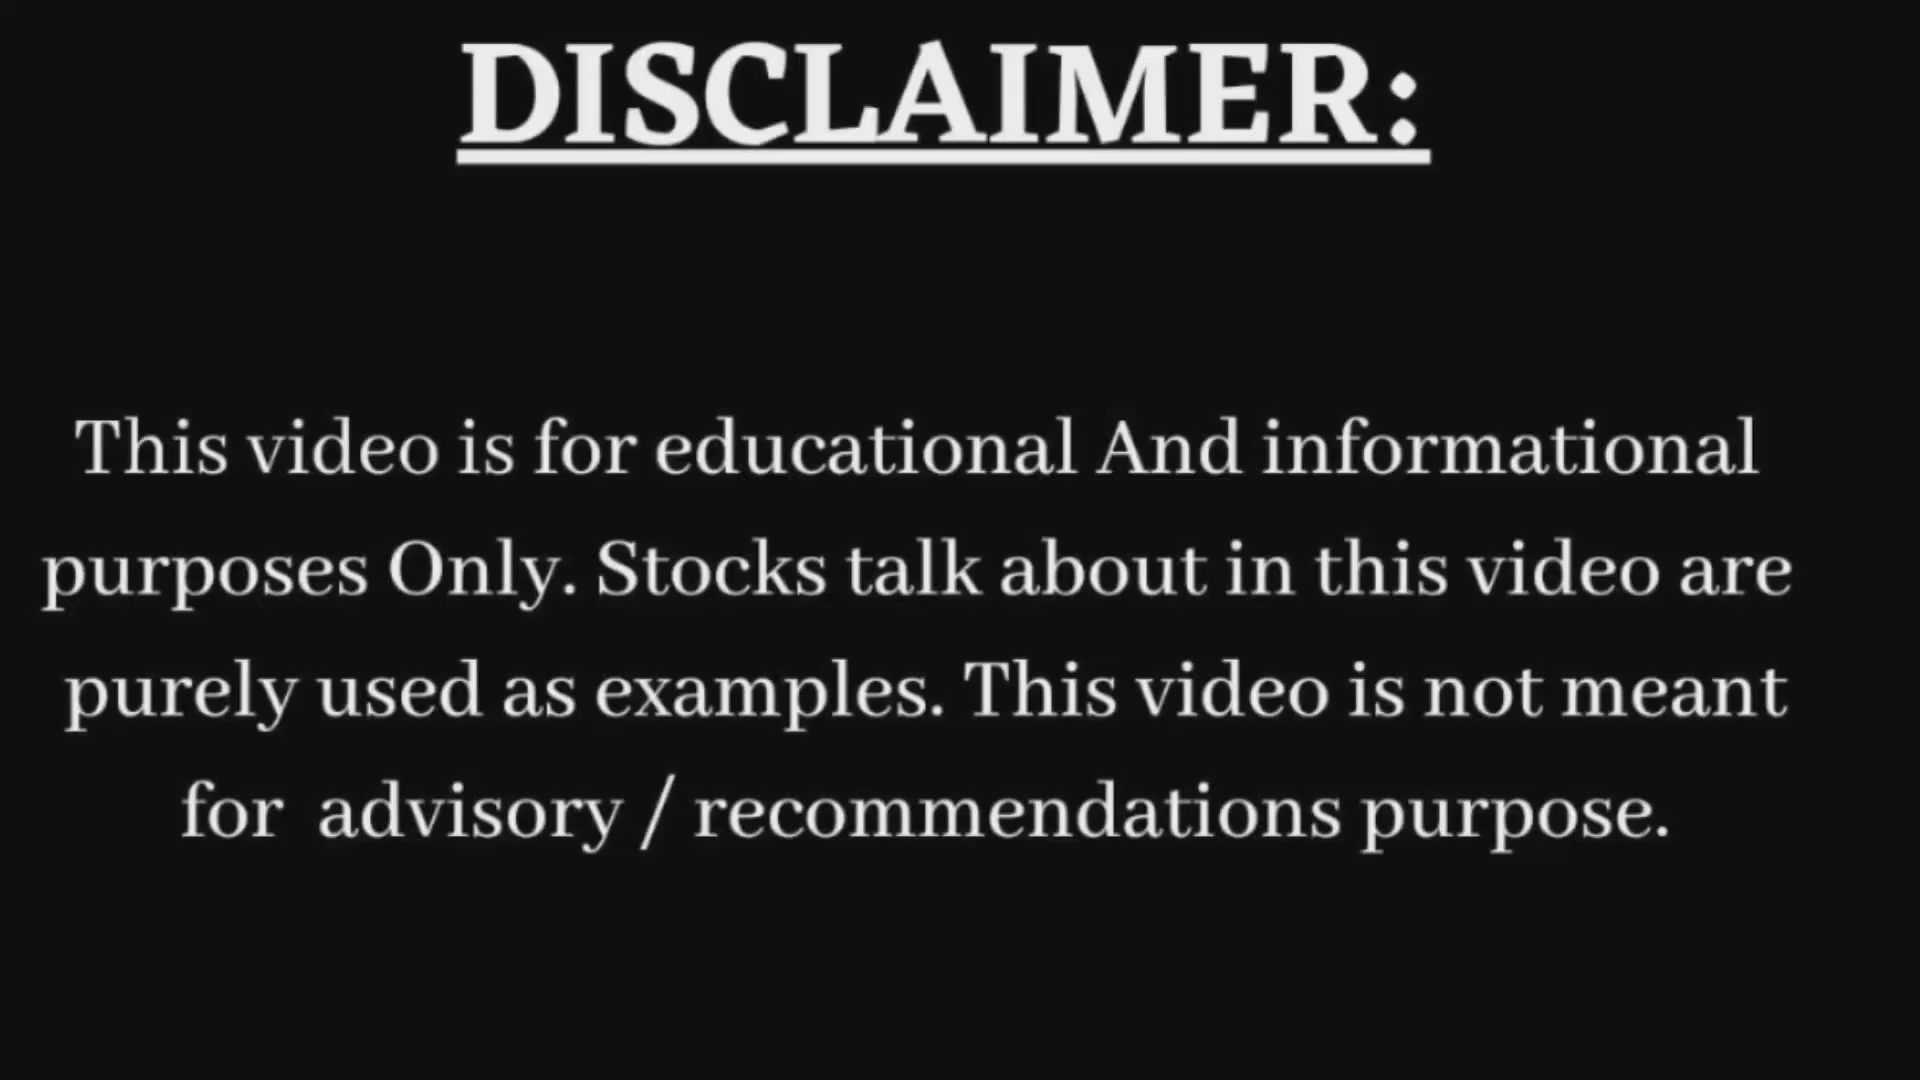 DISCLAIMER:
This video is for educational And informational
purposes Only. Stocks talk about in this video are
purely used as examples. This video is not meant
for advisory / recommendations purpose.